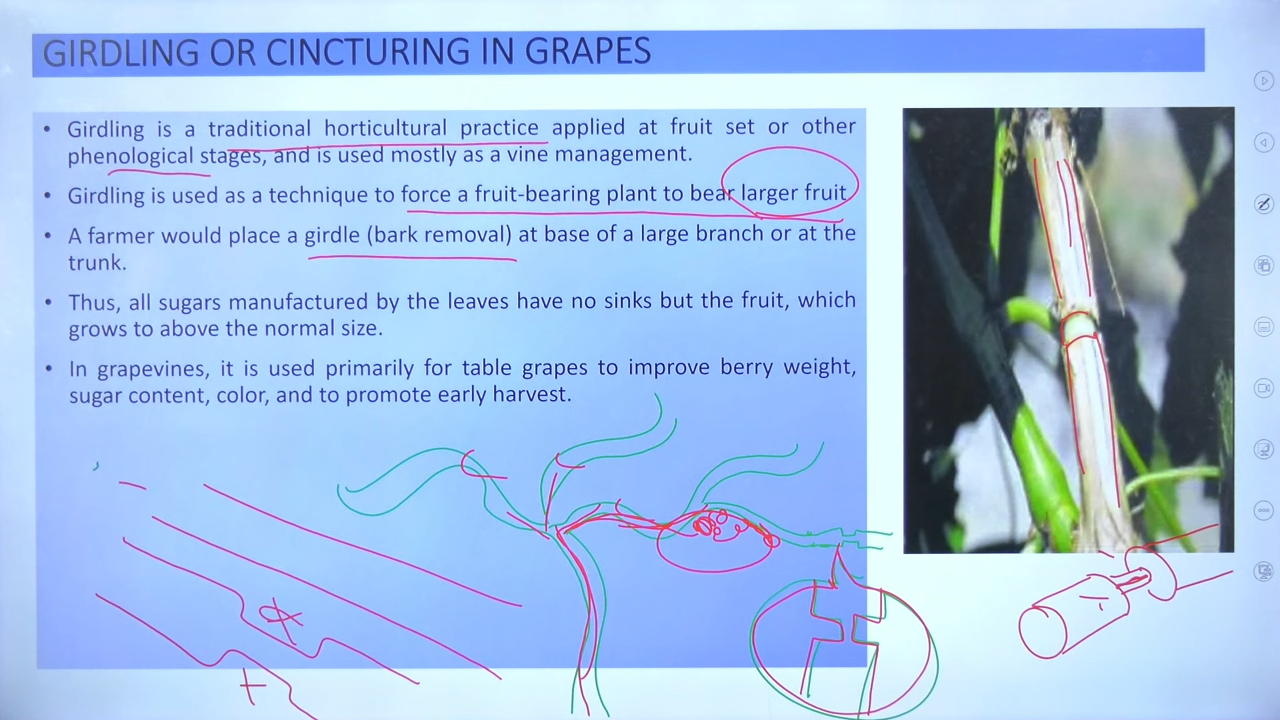 GIRDLING OR CINCTURING IN GRAPES
• Girdling is a traditional horticultural practice applied at fruit set or other
phenological stages, and is used mostly as a vine management.
• Girdling is used as a technique to force a fruit-bearing plant to bear larger fruit
• A farmer would place a girdle (bark removal) at base of a large branch or at the
trunk.
• Thus, all sugars manufactured by the leaves have no sinks but the fruit, which
grows to above the normal size.
• In grapevines, it is used primarily for table grapes to improve berry weight,
sugar content, color, and to promote early harvest.